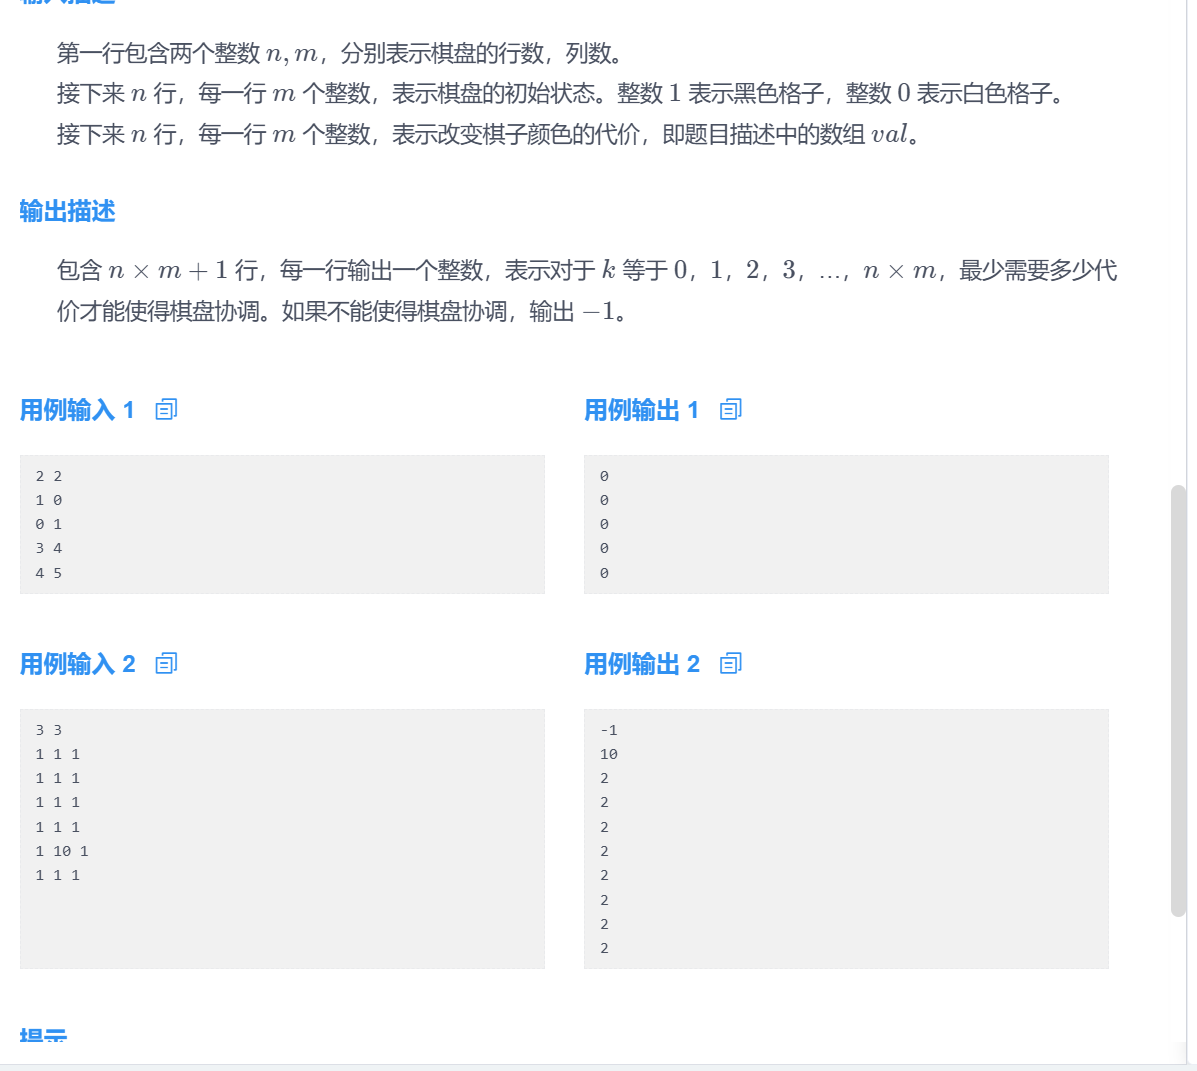 输入描述
第一行包含两个整数 n, m，分别表示棋盘的行数，列数。
接下来 n 行，每一行 m 个整数，表示棋盘的初始状态。整数 1 表示黑色格子，整数 0 表示白色格子。
接下来 n 行，每一行 m 个整数，表示改变棋子颜色的代价，即题目描述中的数组 val。
输出描述
包含 n × m + 1 行，每一行输出一个整数，表示对于 k 等于 0，1，2，3，...，n × m，最少需要多少代
价才能使得棋盘协调。如果不能使得棋盘协调，输出 −1。
用例输入 1
2 2
1 0
0 1
3 4
4 5
用例输出 1
0
0
0
0
0
用例输入 2
3 3
1 1 1
1 1 1
1 1 1
1 1 1
1 10 1
1 1 1
用例输出 2
-1
10
2
2
2
2
2
2
2
2
提示